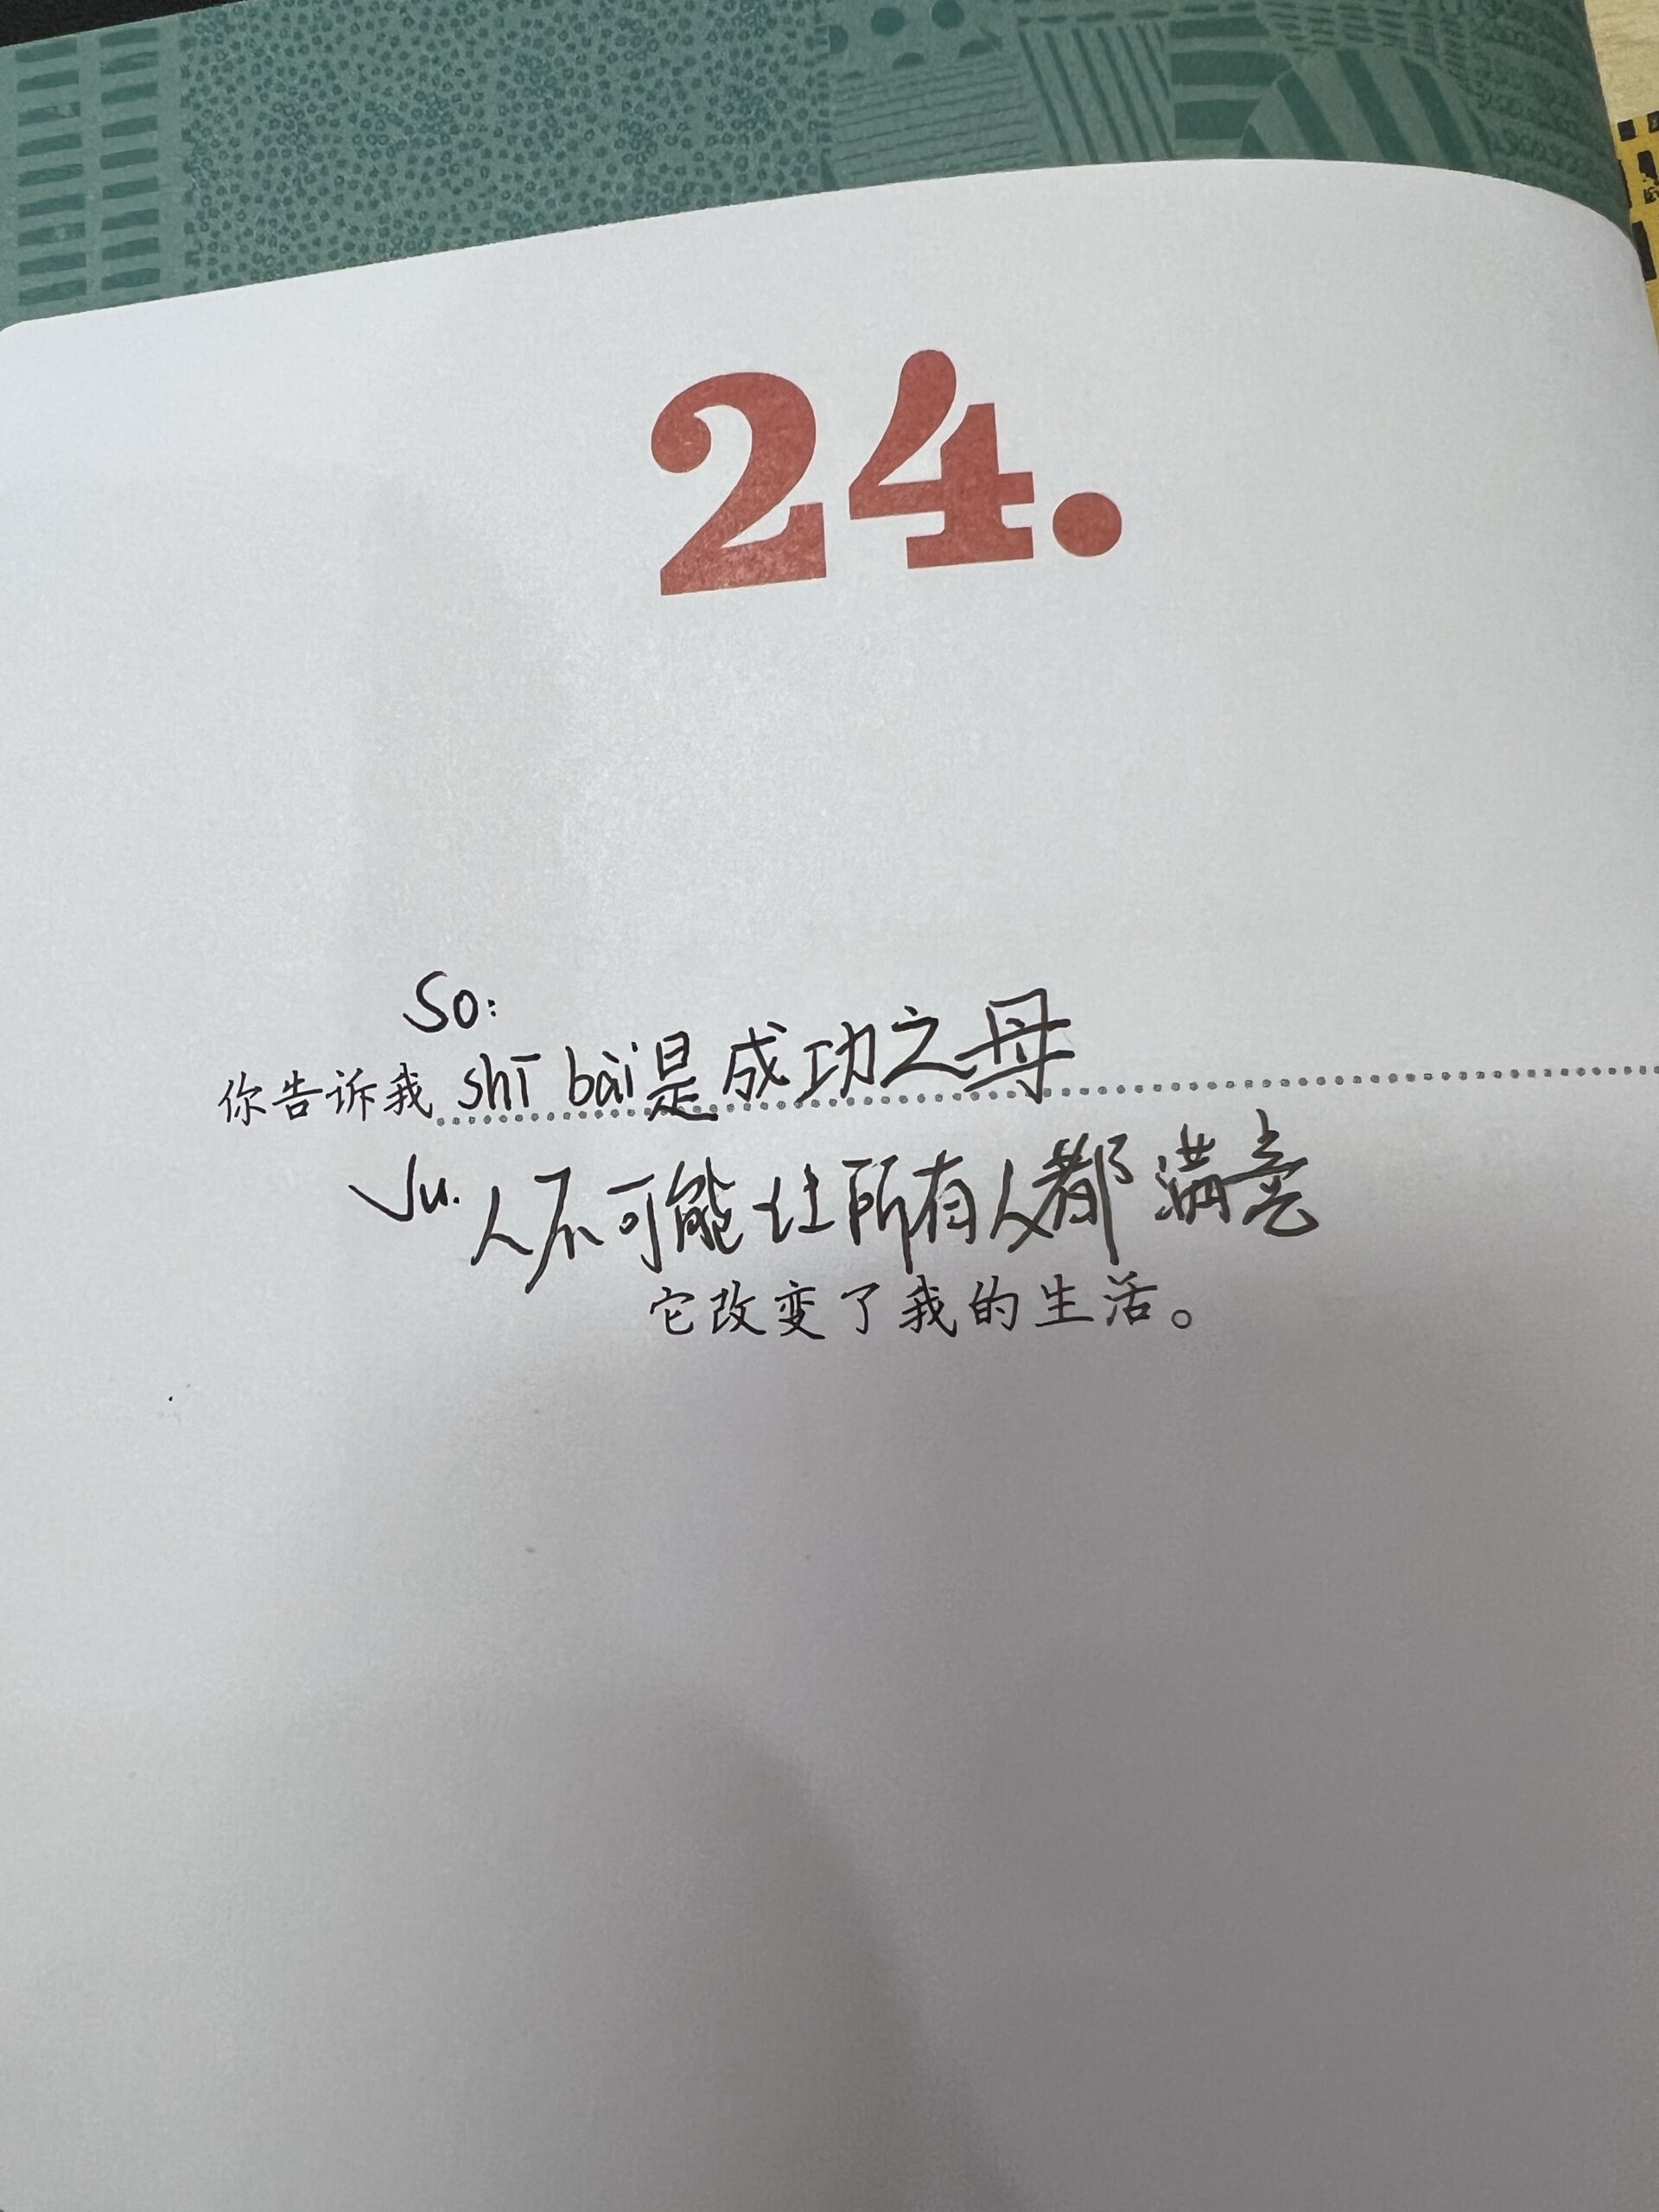 24.
So:
你告诉我 shī bài是成功之母
Ju. 人不可能让所有人都满意
它改变了我的生活。